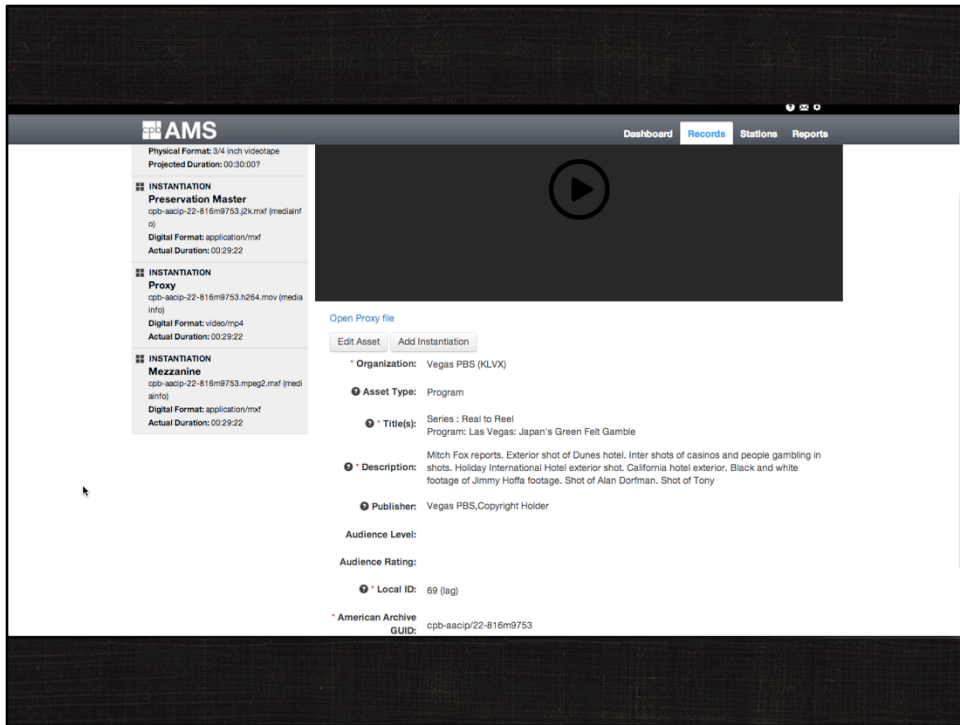 cpb AMS
Dashboard Records Stations Reports
Physical Format: 3/4 inch videotape
Projected Duration: 00:30:00?
INSTANTIATION
Preservation Master
cpb-aacip-22-816m9753.j2k.mxf (mediainf
o)
Digital Format: application/mxf
Actual Duration: 00:29:22
INSTANTIATION
Proxy
cpb-aacip-22-816m9753.h264.mov (media
info)
Digital Format: video/mp4
Actual Duration: 00:29:22
INSTANTIATION
Mezzanine
cpb-aacip-22-816m9753.mpeg2.mxf (medi
ainfo)
Digital Format: application/mxf
Actual Duration: 00:29:22
Open Proxy file
Edit Asset Add Instantiation
* Organization: Vegas PBS (KLVX)
? Asset Type: Program
? * Title(s): Series : Real to Reel
Program: Las Vegas: Japan's Green Felt Gamble
? * Description: Mitch Fox reports. Exterior shot of Dunes hotel. Inter shots of casinos and people gambling in
shots. Holiday International Hotel exterior shot. California hotel exterior. Black and white
footage of Jimmy Hoffa footage. Shot of Alan Dorfman. Shot of Tony
? Publisher: Vegas PBS,Copyright Holder
Audience Level:
Audience Rating:
? * Local ID: 69 (lag)
* American Archive
GUID: cpb-aacip/22-816m9753